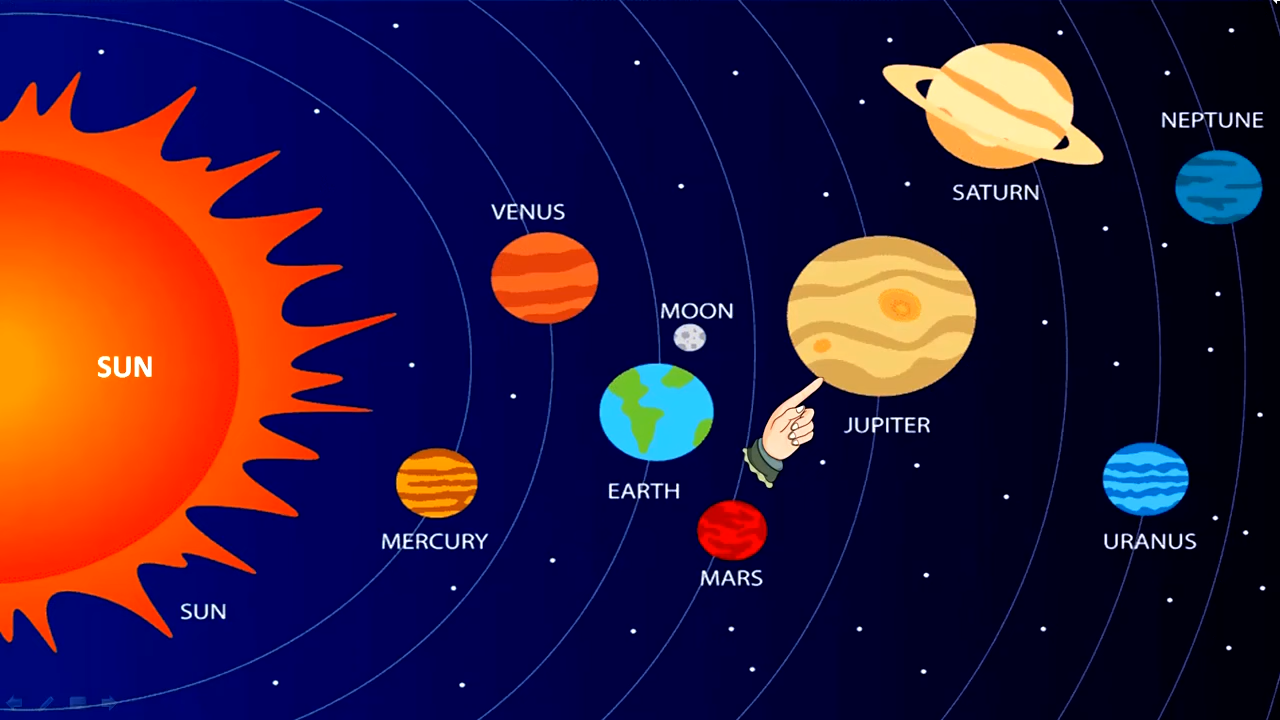 NEPTUNE
SATURN
VENUS
MOON
SUN
JUPITER
EARTH
MERCURY
URANUS
MARS
SUN